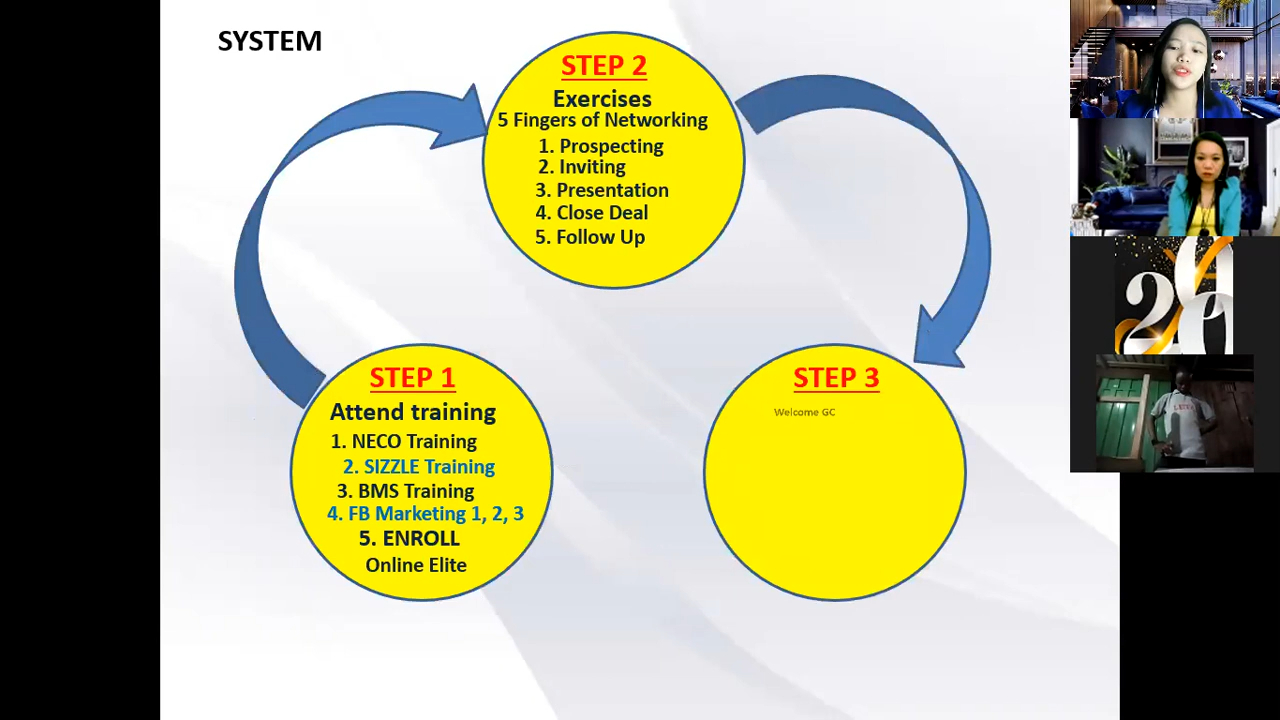 SYSTEM
STEP 2
Exercises
5 Fingers of Networking
1. Prospecting
2. Inviting
3. Presentation
4. Close Deal
5. Follow Up
STEP 1
Attend training
1. NECO Training
2. SIZZLE Training
3. BMS Training
4. FB Marketing 1, 2, 3
5. ENROLL
Online Elite
STEP 3
Welcome GC